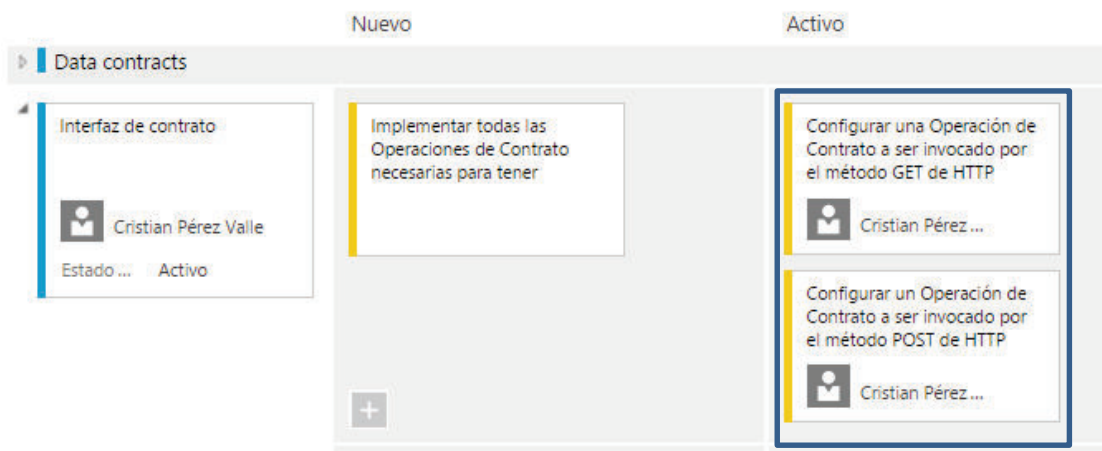 Nuevo
Activo
Data contracts
Interfaz de contrato
Cristian Pérez Valle
Estado ... Activo
Implementar todas las
Operaciones de Contrato
necesarias para tener
Configurar una Operación de
Contrato a ser invocado por
el método GET de HTTP
Cristian Pérez ...
Configurar un Operación de
Contrato a ser invocado por
el método POST de HTTP
Cristian Pérez ...